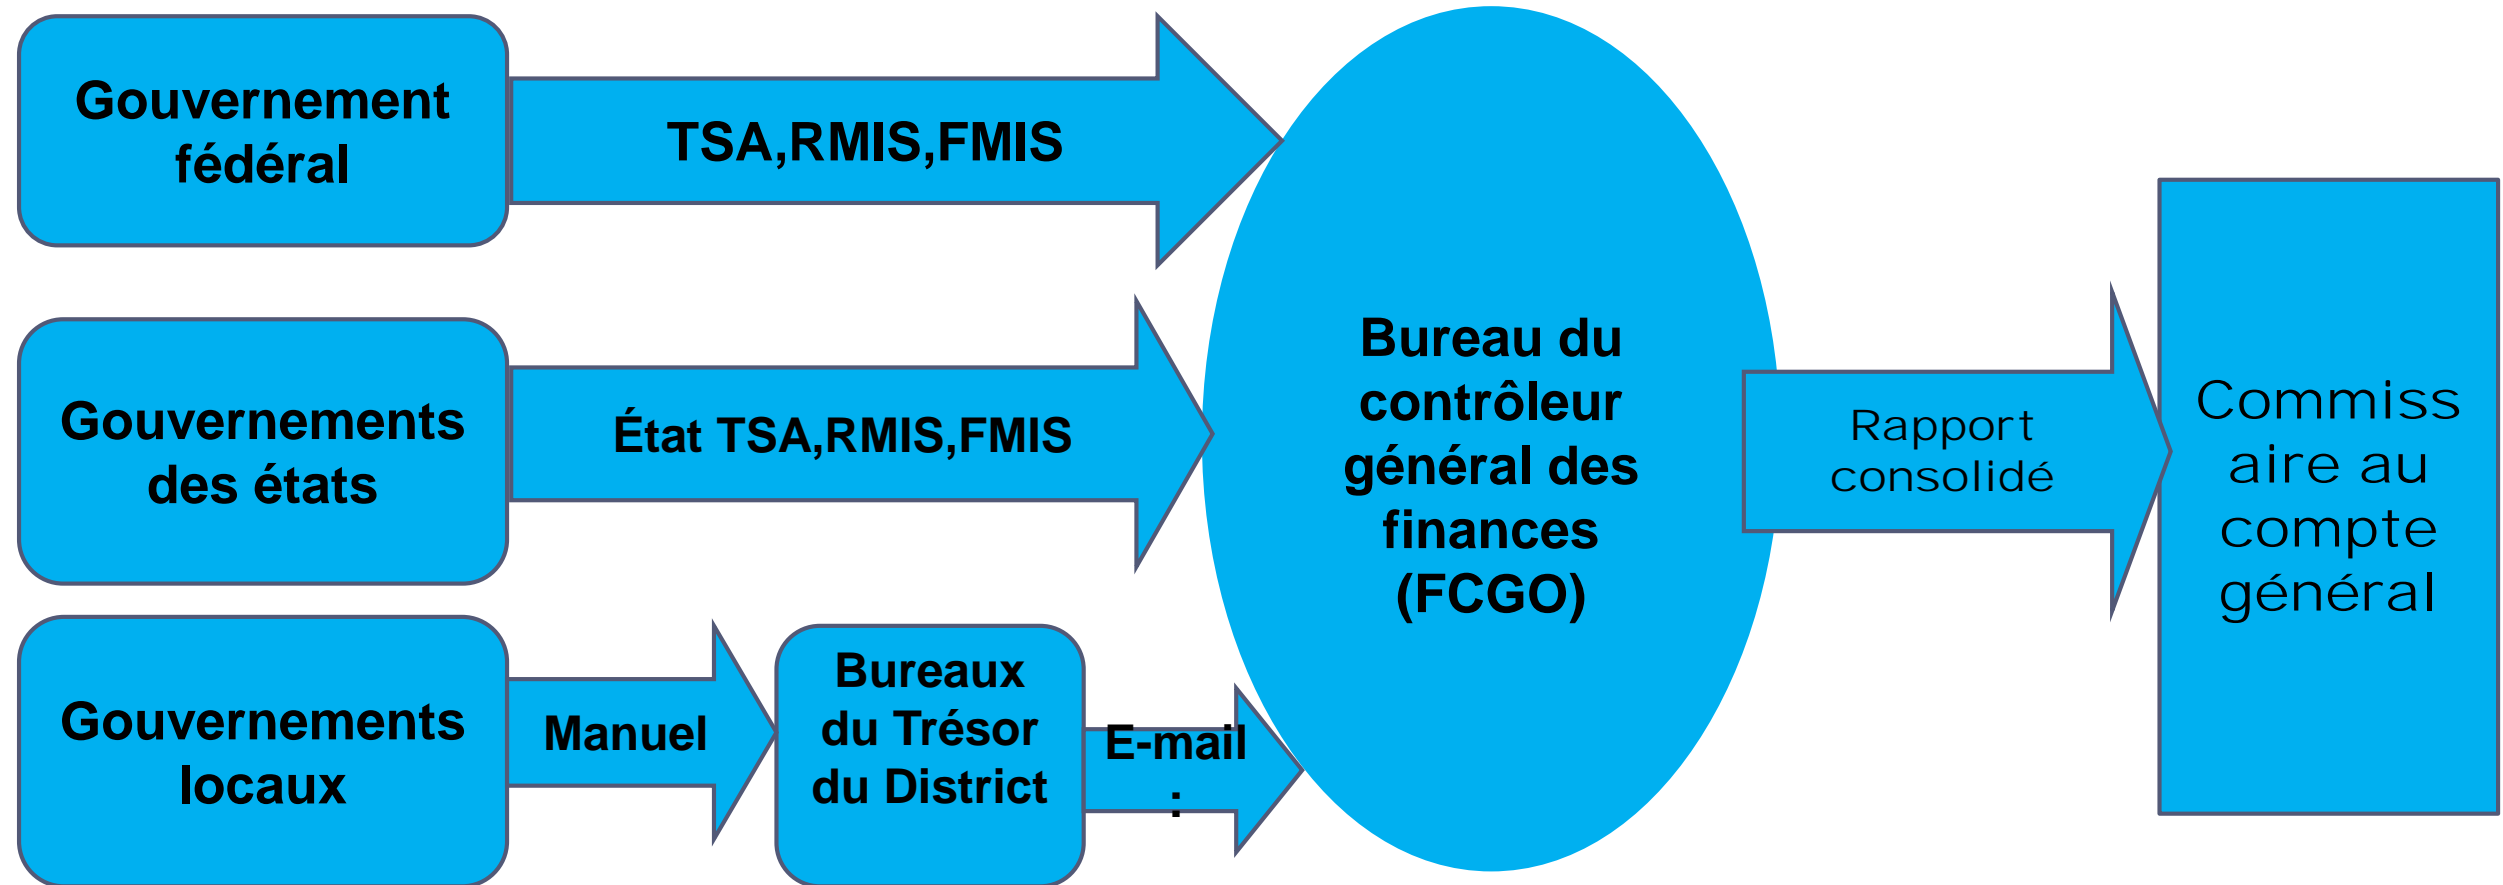 Gouvernement
fédéral
TSA,RMIS,FMIS
Gouvernements
des états
État TSA,RMIS,FMIS
Gouvernements
locaux
Manuel
Bureaux
du Trésor
du District
E-mail
:
Bureau du
contrôleur
général des
finances
(FCGO)
Rapport
consolidé
Commiss
aire au
compte
général